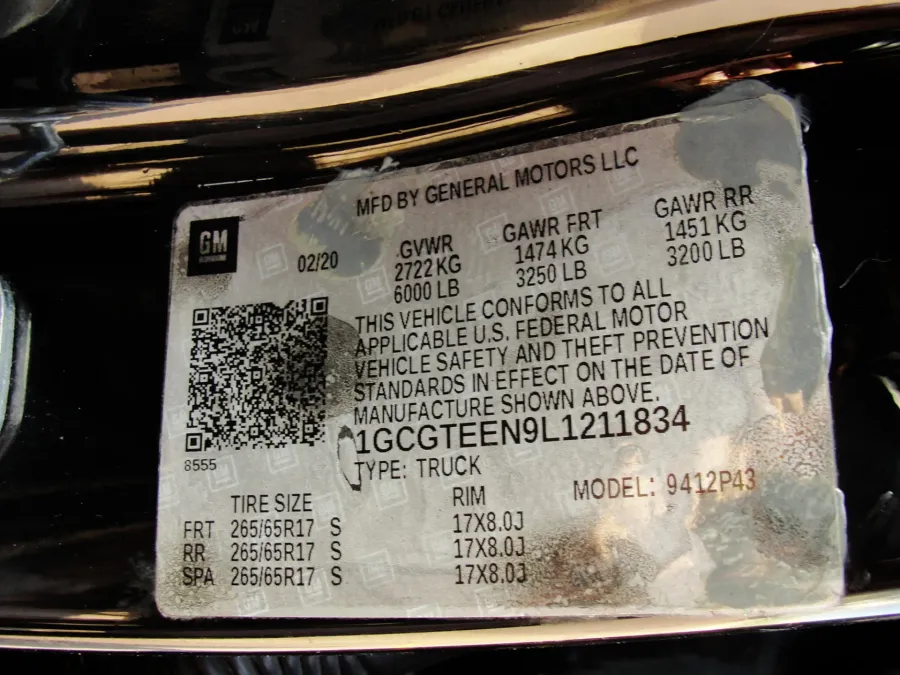 MFD BY GENERAL MOTORS LLC
GM
02/20
GVWR GAWR FRT GAWR RR
2722 KG 1474 KG 1451 KG
6000 LB 3250 LB 3200 LB
THIS VEHICLE CONFORMS TO ALL
APPLICABLE U.S. FEDERAL MOTOR
VEHICLE SAFETY AND THEFT PREVENTION
STANDARDS IN EFFECT ON THE DATE OF
MANUFACTURE SHOWN ABOVE.
1GCGTEEN9L1211834
8555
TYPE: TRUCK
MODEL: 9412P43
TIRE SIZE RIM
FRT 265/65R17 S 17X8.0J
RR 265/65R17 S 17X8.0J
SPA 265/65R17 S 17X8.0J